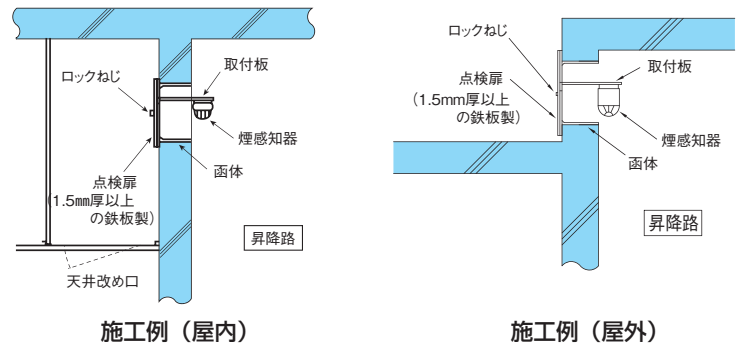 ロックねじ
取付板
煙感知器
函体
点検扉
(1.5㎜厚以上
の鉄板製)
昇降路
天井改め口
施工例（屋内）
ロックねじ
取付板
点検扉
(1.5mm厚以上
の鉄板製)
煙感知器
函体
昇降路
施工例（屋外）